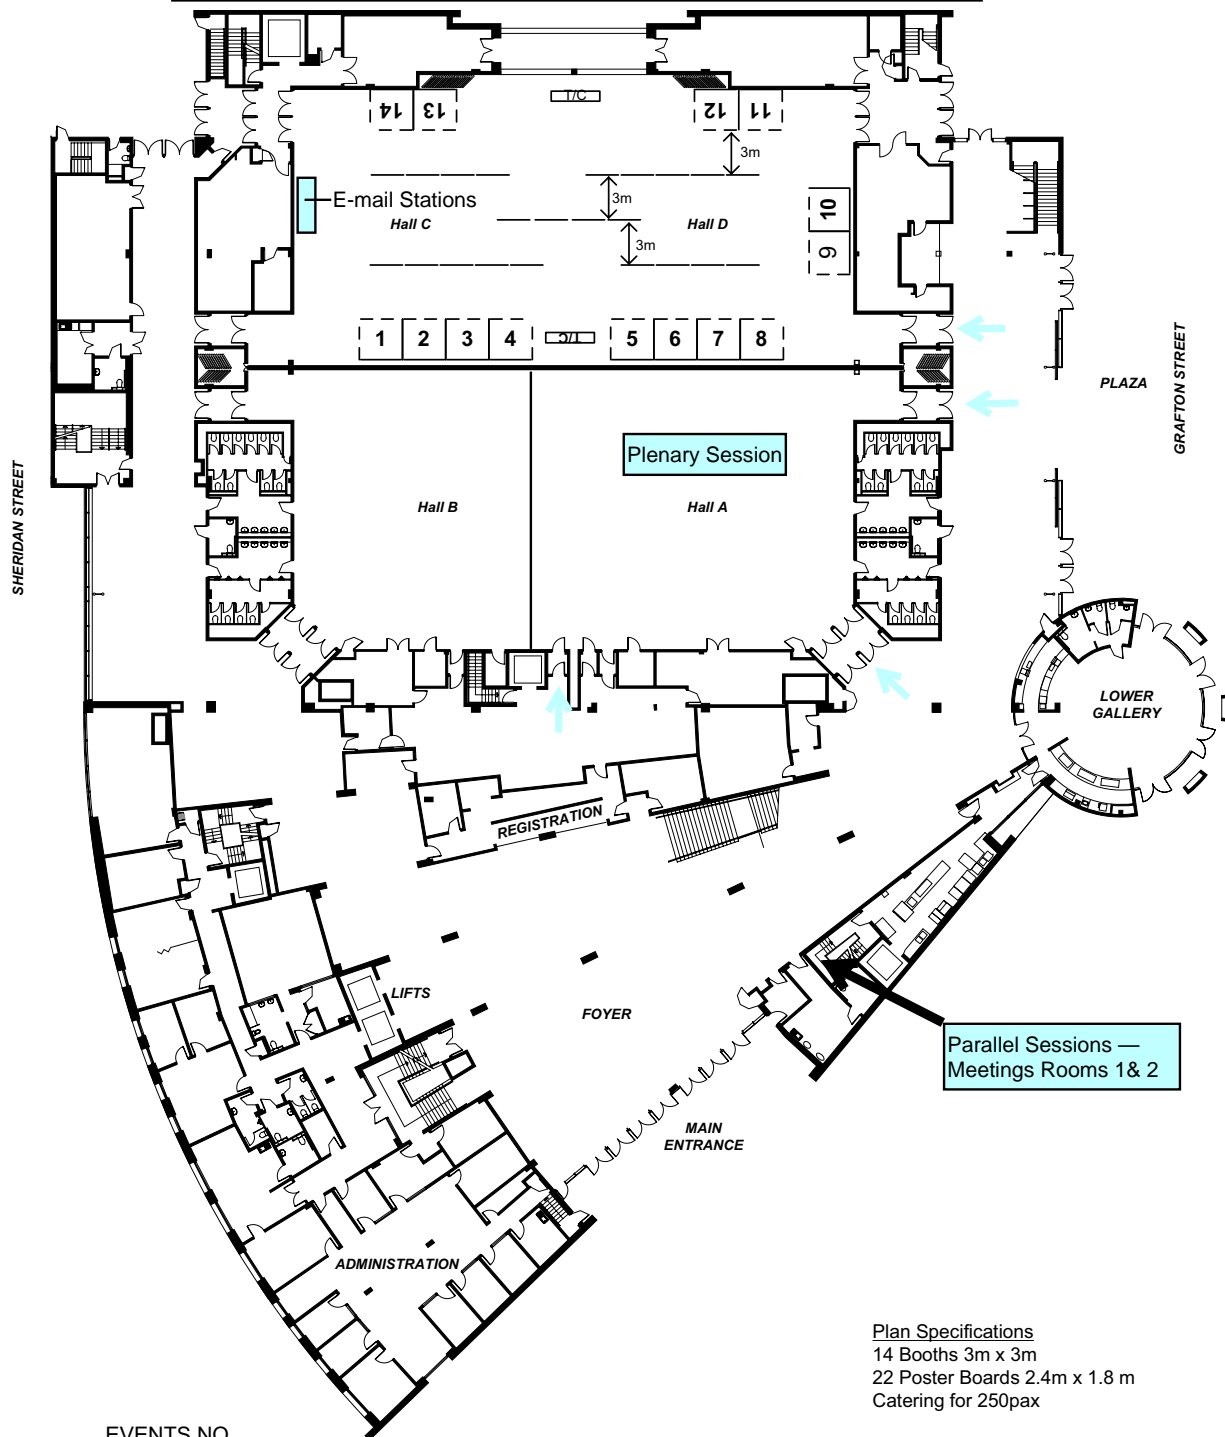 T/C
14 13 12 11
3m
E-mail Stations
3m
10
Hall C
Hall D
3m
9
1 2 3 4 T/C 5 6 7 8
PLAZA
GRAFTON STREET
Plenary Session
SHERIDAN STREET
Hall B
Hall A
LOWER
GALLERY
REGISTRATION
LIFTS
FOYER
Parallel Sessions —
Meetings Rooms 1& 2
MAIN
ENTRANCE
ADMINISTRATION
Plan Specifications
14 Booths 3m x 3m
22 Poster Boards 2.4m x 1.8 m
Catering for 250pax
EVENTS NO